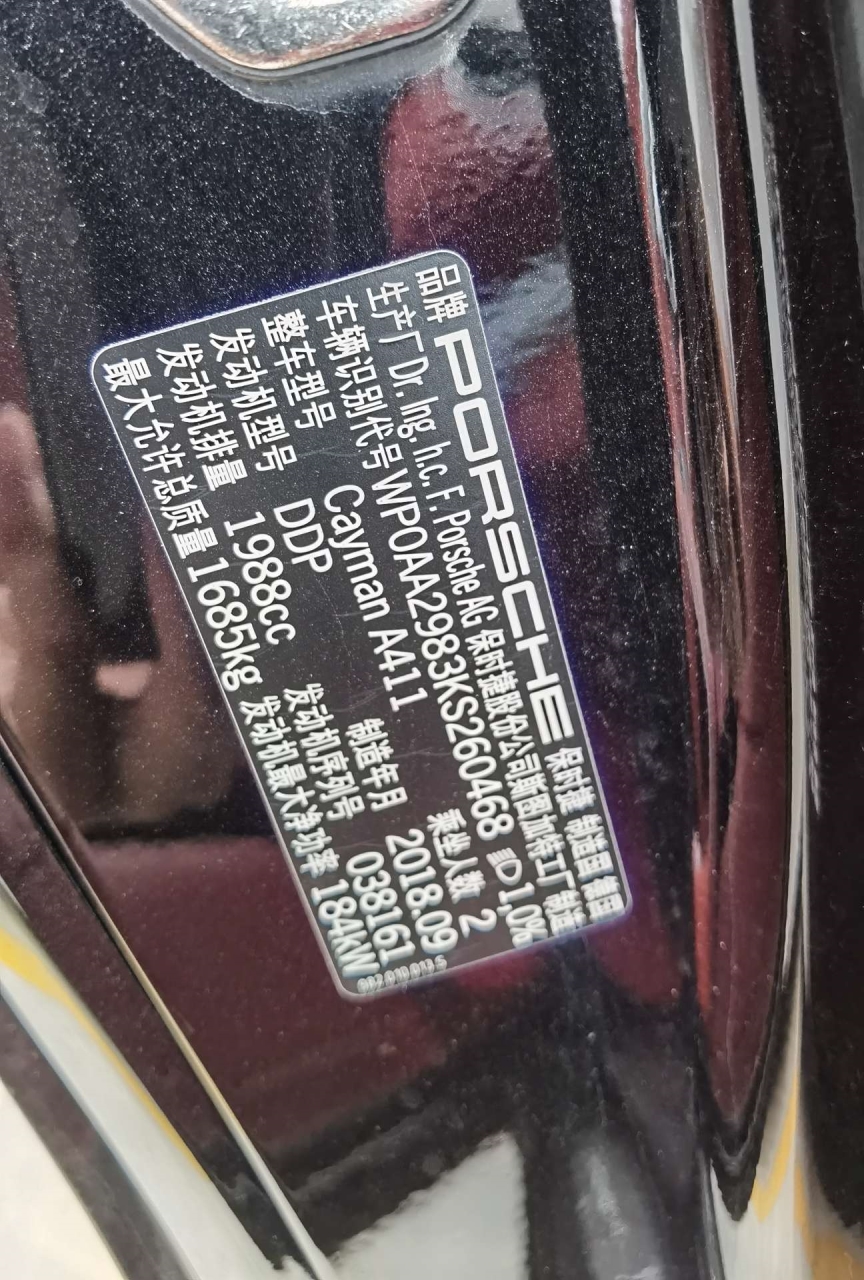 品牌 PORSCHE 保时捷 制造国 德国
生产厂 Dr. Ing. h.c. F. Porsche AG 保时捷股份公司斯图加特工厂制造
车辆识别代号 WP0AA2983KS260468 1,0%
整车型号 Cayman A411 乘坐人数 2
发动机型号 DDP 制造年月 2018.09
发动机排量 1988cc 发动机序列号 038161
最大允许总质量 1685kg 发动机最大净功率 184kW